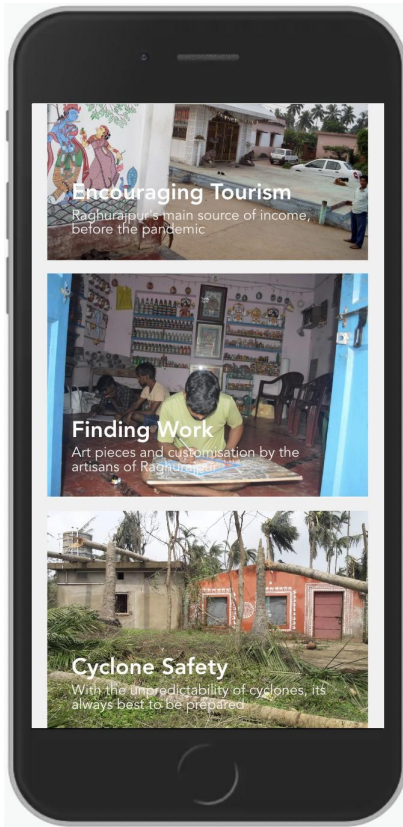 Encouraging Tourism
Raghurajpur's main source of income,
before the pandemic
Finding Work
Art pieces and customisation by the
artisans of Raghurajpur
Cyclone Safety
With the unpredictability of cyclones, its
always best to be prepared